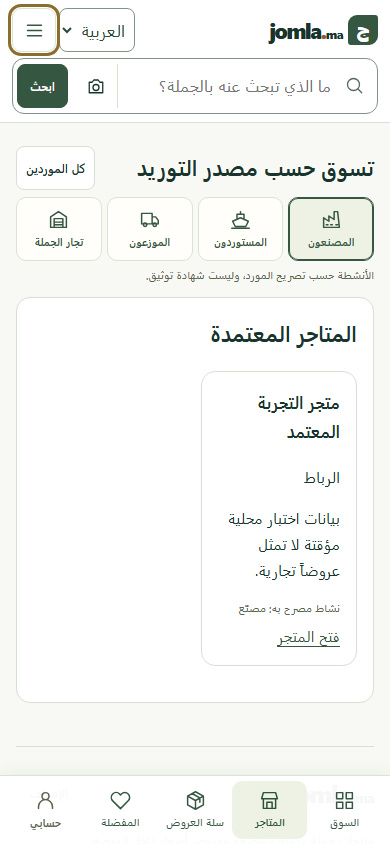 ج jomla.ma
العربية
ما الذي تبحث عنه بالجملة؟
ابحث
تسوق حسب مصدر التوريد
كل الموردين
المصنعون
المستوردون
الموزعون
تجار الجملة
الأنشطة حسب تصريح المورد، وليست شهادة توثيق.
المتاجر المعتمدة
متجر التجربة
المعتمد
الرباط
بيانات اختبار محلية
مؤقتة لا تمثل
عروضاً تجارية.
نشاط مصرح به: مصنّع
فتح المتجر
السوق
المتاجر
سلة العروض
المفضلة
حسابي